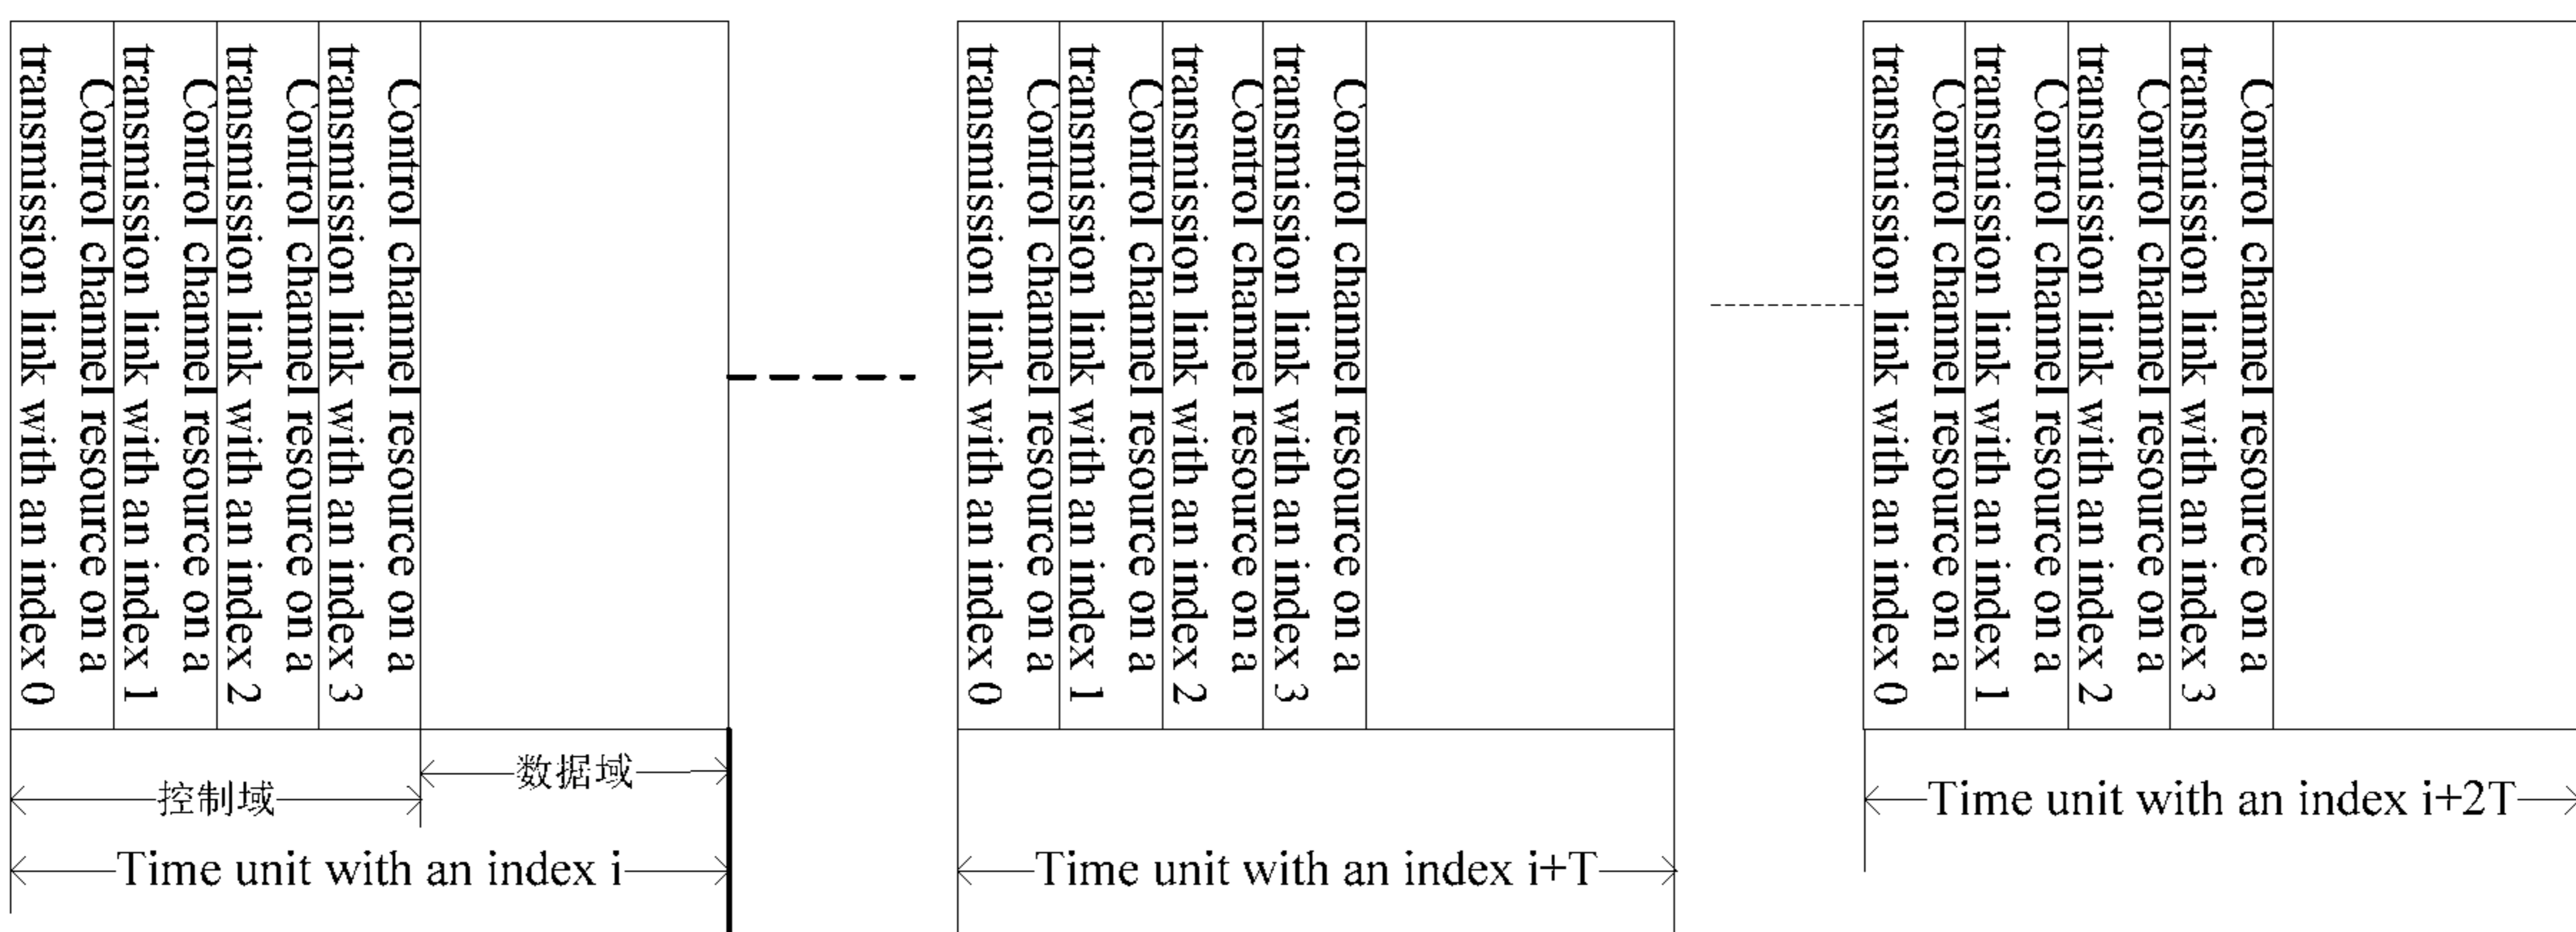 Control channel resource on a
transmission link with an index 0
Control channel resource on a
transmission link with an index 1
Control channel resource on a
transmission link with an index 2
Control channel resource on a
transmission link with an index 3
数据域
控制域
Time unit with an index i
Control channel resource on a
transmission link with an index 0
Control channel resource on a
transmission link with an index 1
Control channel resource on a
transmission link with an index 2
Control channel resource on a
transmission link with an index 3
Time unit with an index i+T
Control channel resource on a
transmission link with an index 0
Control channel resource on a
transmission link with an index 1
Control channel resource on a
transmission link with an index 2
Control channel resource on a
transmission link with an index 3
Time unit with an index i+2T